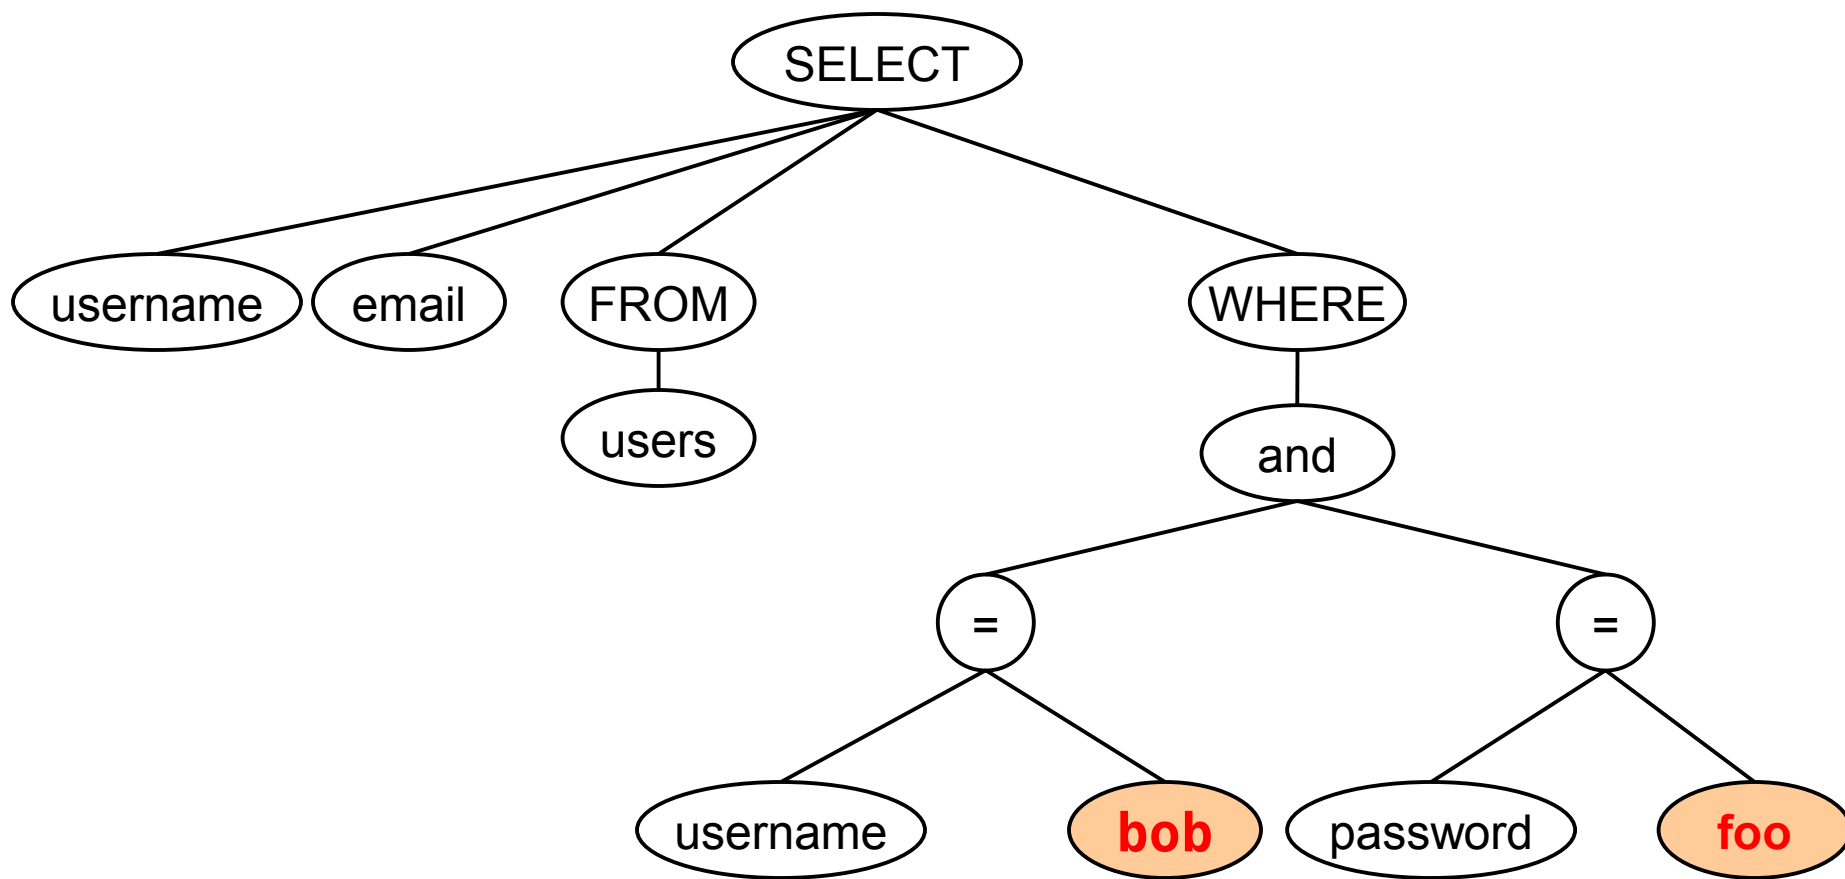 SELECT
username
email
FROM
WHERE
users
and
=
=
username
bob
password
foo